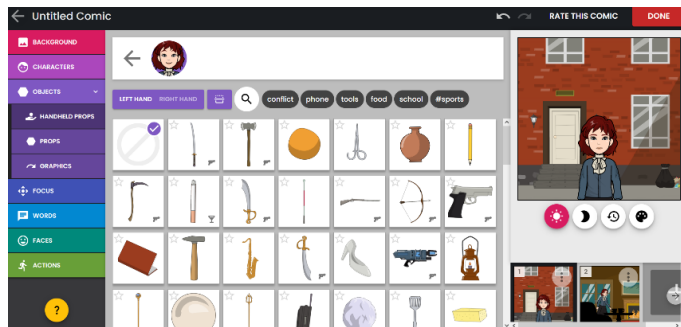 Untitled Comic
RATE THIS COMIC
DONE
BACKGROUND
CHARACTERS
OBJECTS
HANDHELD PROPS
PROPS
GRAPHICS
FOCUS
WORDS
FACES
ACTIONS
?
LEFT HAND RIGHT HAND
conflict phone tools food school #sports
1 2